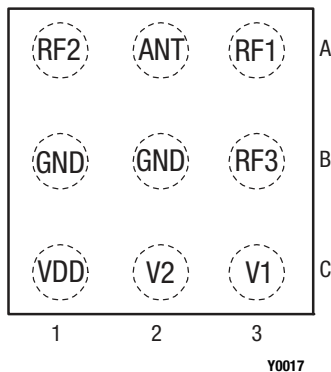 RF2 ANT RF1 A
GND GND RF3 B
VDD V2 V1 C
1 2 3
Y0017